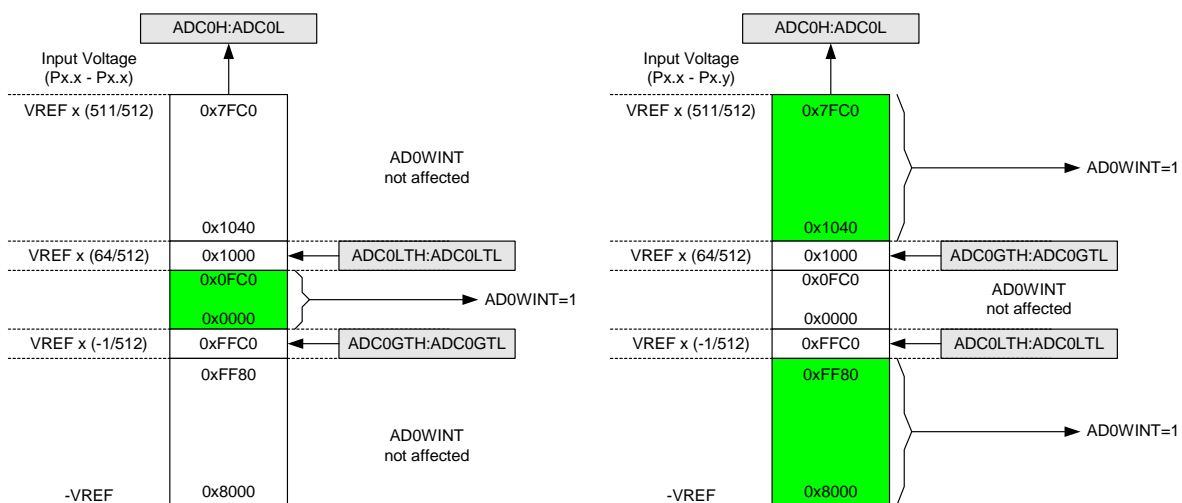 ADC0H:ADC0L
Input Voltage
(Px.x - Px.x)
VREF x (511/512)
0x7FC0
AD0WINT
not affected
0x1040
VREF x (64/512)
0x1000
ADC0LTH:ADC0LTL
0x0FC0
0x0000
AD0WINT=1
VREF x (-1/512)
0xFFC0
ADC0GTH:ADC0GTL
0xFF80
AD0WINT
not affected
-VREF
0x8000
ADC0H:ADC0L
Input Voltage
(Px.x - Px.y)
VREF x (511/512)
0x7FC0
AD0WINT=1
0x1040
VREF x (64/512)
0x1000
ADC0GTH:ADC0GTL
0x0FC0
0x0000
AD0WINT
not affected
VREF x (-1/512)
0xFFC0
ADC0LTH:ADC0LTL
0xFF80
AD0WINT=1
-VREF
0x8000